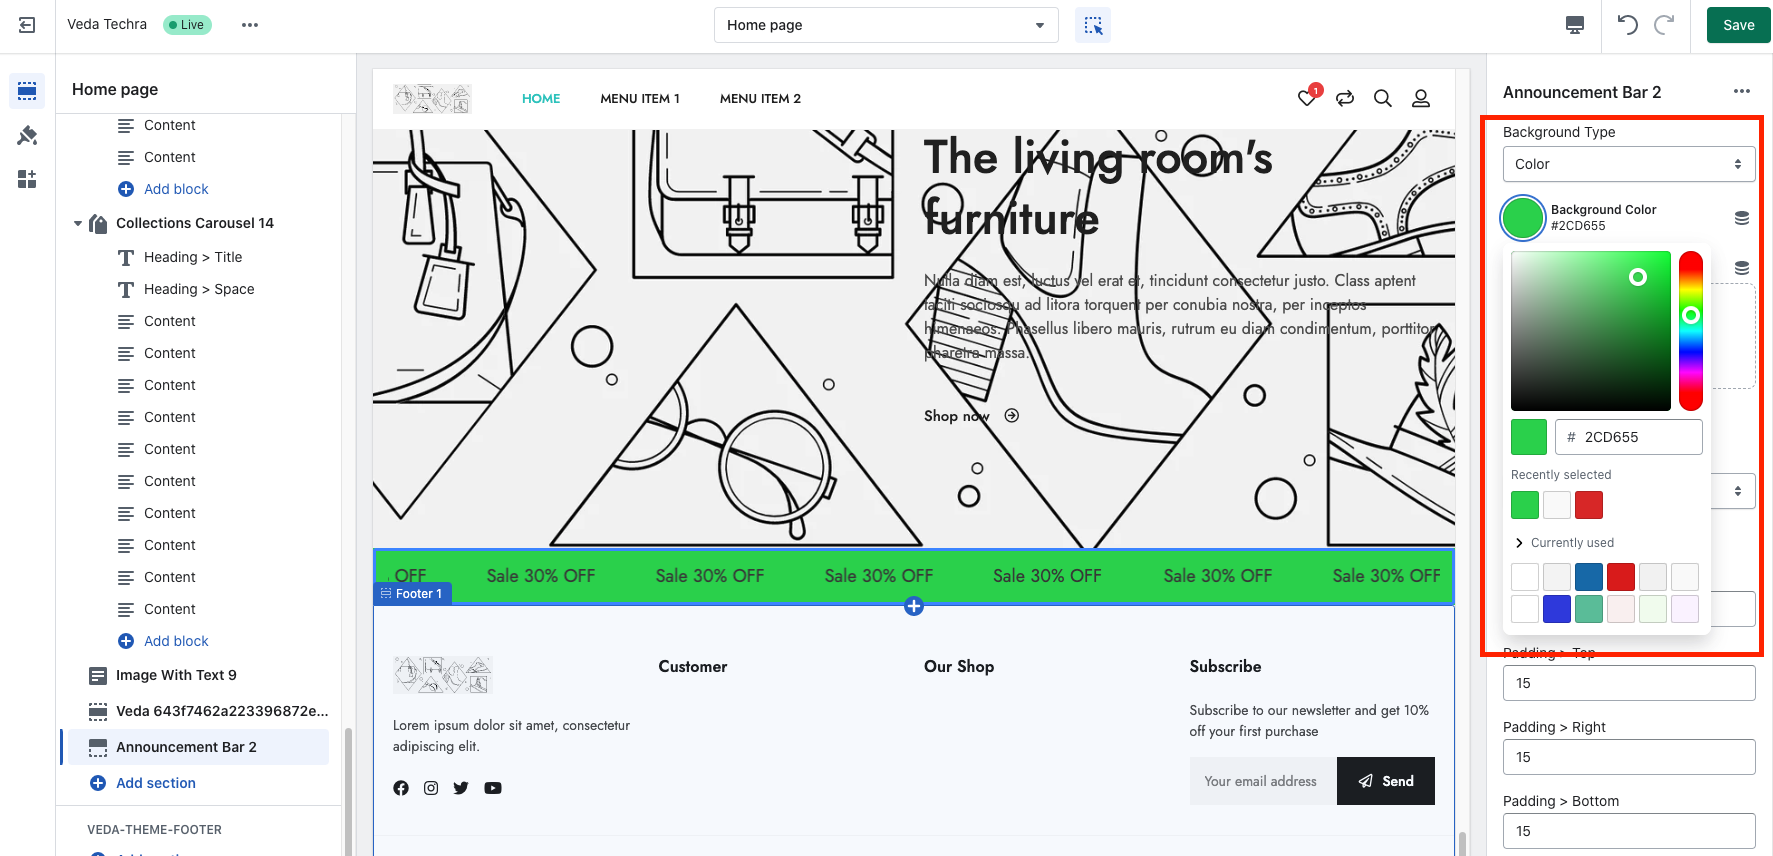 Veda Techra
Live
Home page
Save
Home page
Content
Content
Add block
Collections Carousel 14
Heading > Title
Heading > Space
Content
Content
Content
Content
Content
Content
Content
Content
Content
Content
Add block
Image With Text 9
Veda 643f7462a223396872e...
Announcement Bar 2
Add section
VEDA-THEME-FOOTER
HOME
MENU ITEM 1
MENU ITEM 2
1
The living room's
furniture
Nulla diam est, luctus vel erat et, tincidunt consectetur justo. Class aptent
taciti sociosqu ad litora torquent per conubia nostra, per inceptos
himenaeos. Phasellus libero mauris, rutrum eu diam condimentum, porttitor
pharetra massa.
Shop now
OFF
Sale 30% OFF
Sale 30% OFF
Sale 30% OFF
Sale 30% OFF
Sale 30% OFF
Sale 30% OFF
Footer 1
Lorem ipsum dolor sit amet, consectetur
adipiscing elit.
Customer
Our Shop
Subscribe
Subscribe to our newsletter and get 10%
off your first purchase
Your email address
Send
Announcement Bar 2
Background Type
Color
Background Color
#2CD655
# 2CD655
Recently selected
Currently used
Padding > Top
15
Padding > Right
15
Padding > Bottom
15